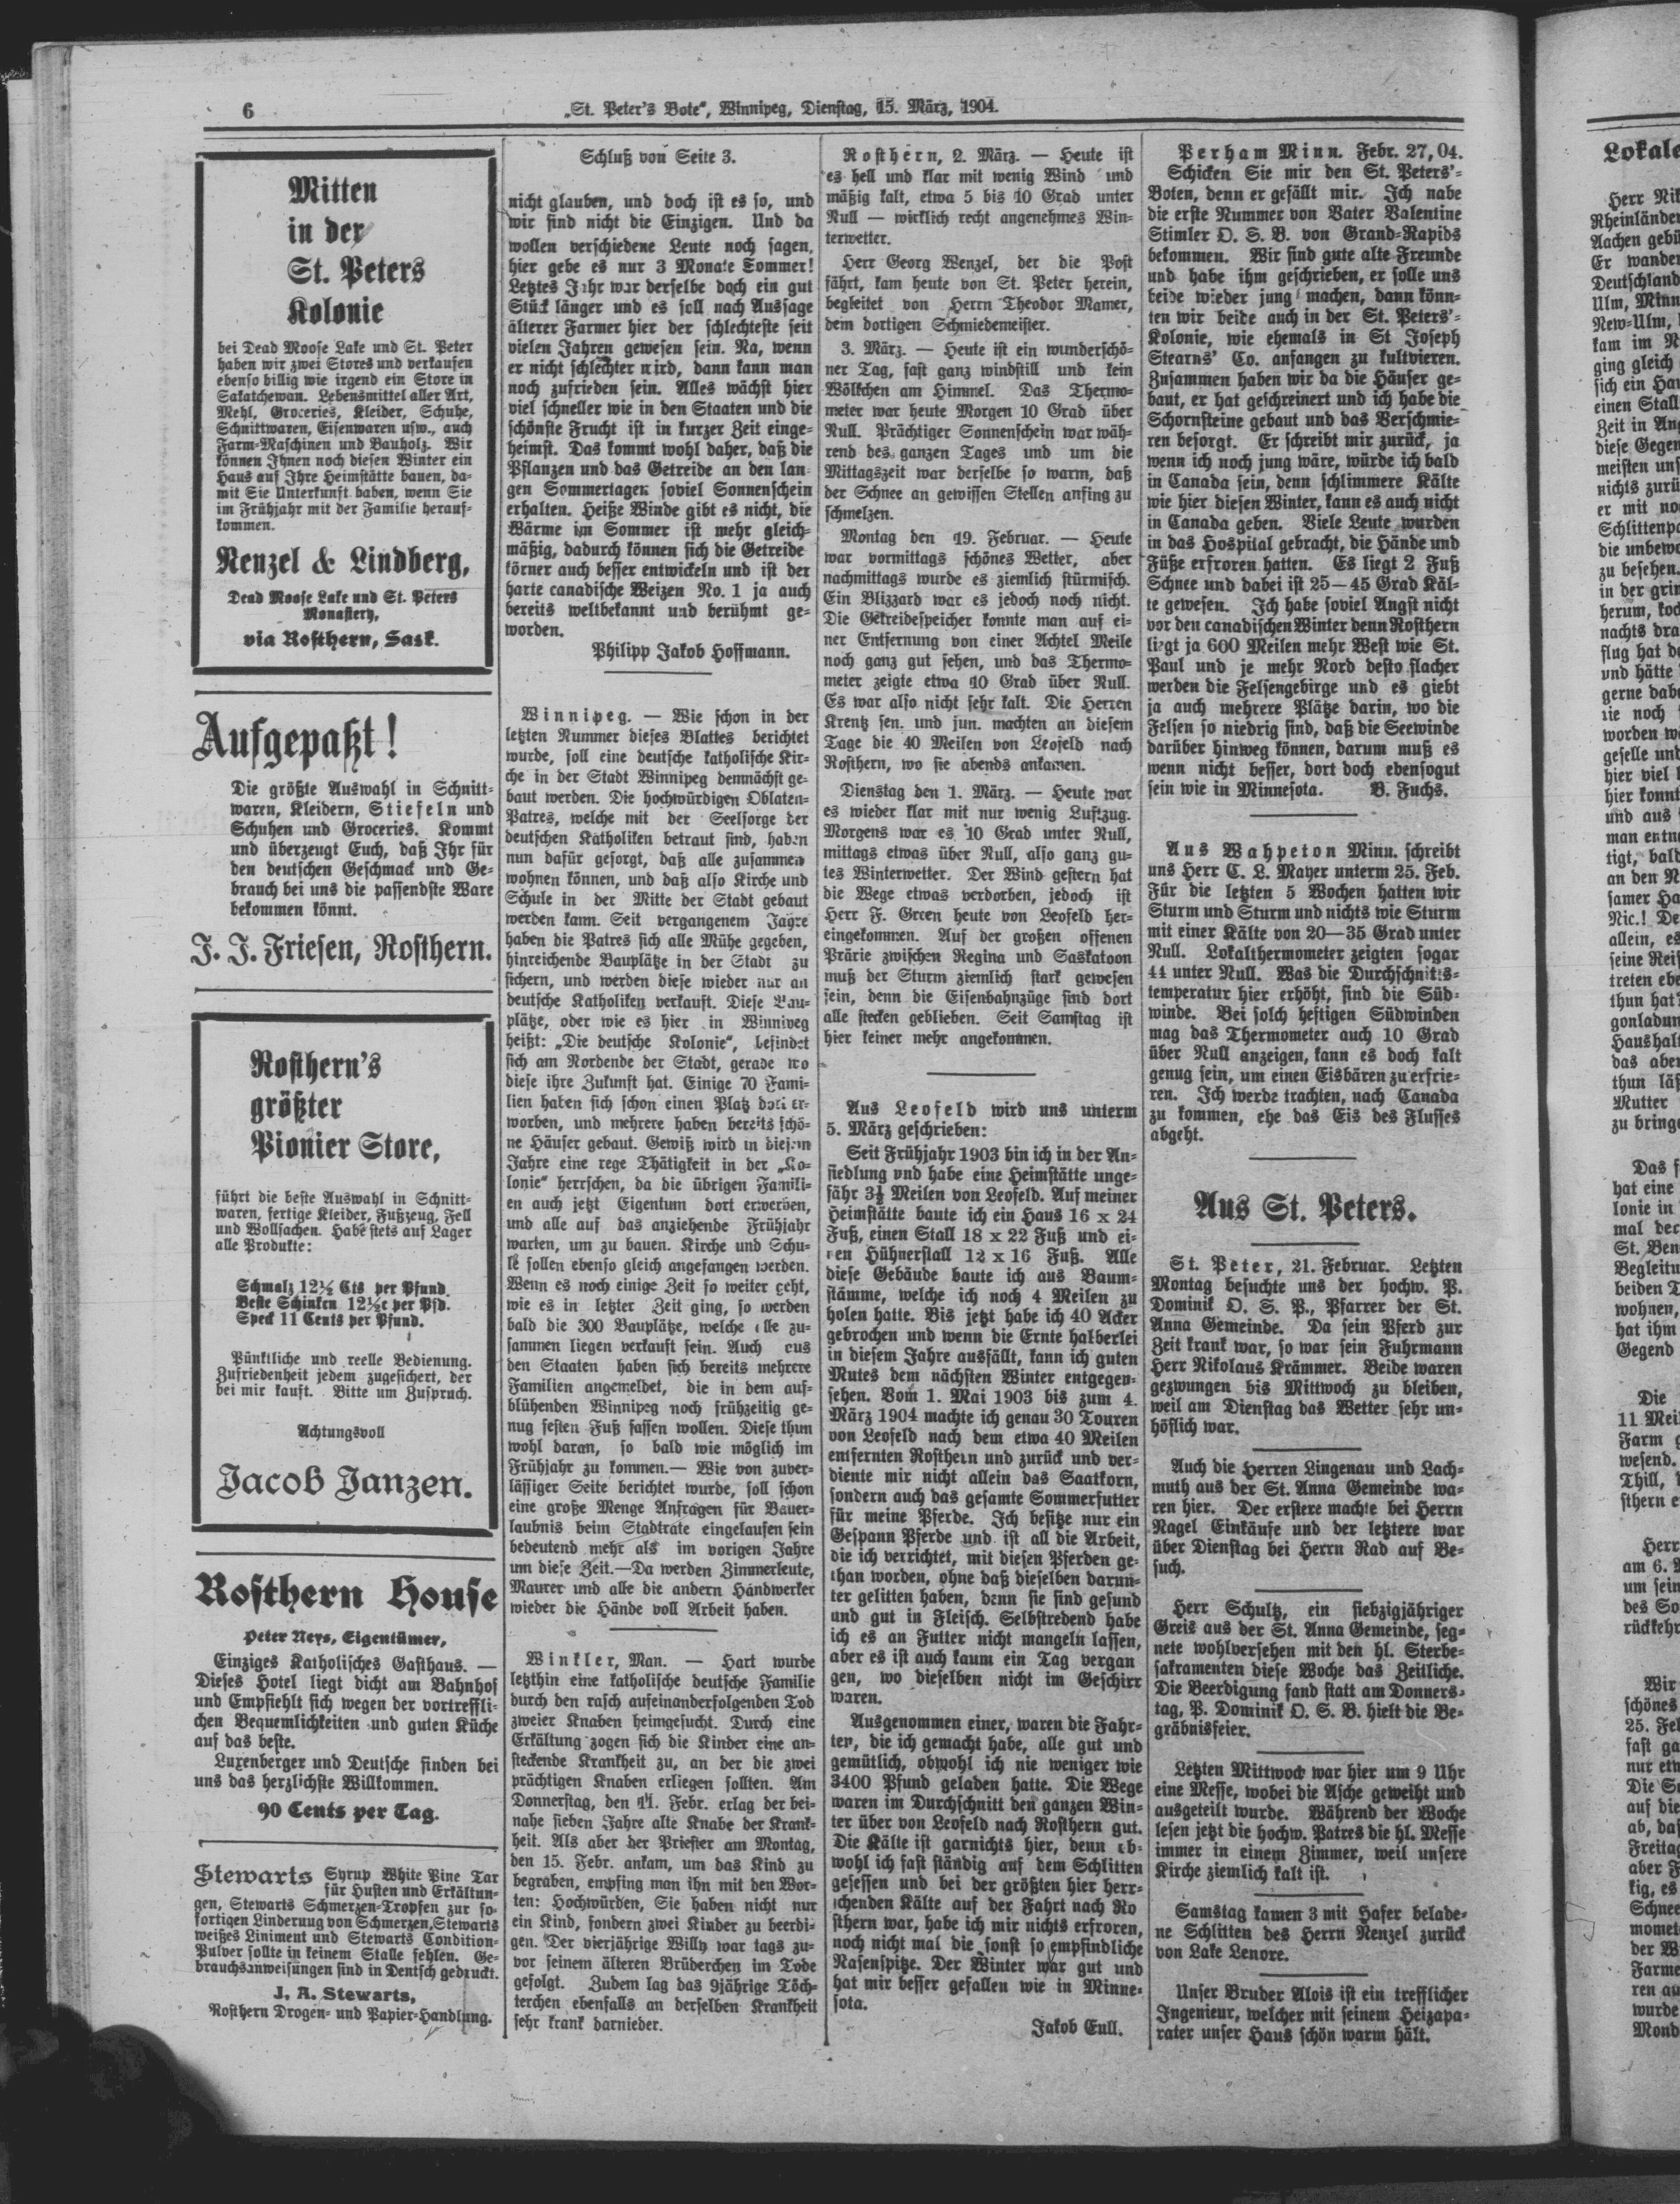 6
„St. Peter's Bote“, Winnipeg, Dienstag, 15. März, 1904.
Mitten
in der
St. Peters
Kolonie
bei Dead Moose Lake und St. Peter
haben wir zwei Stores und verkaufen
ebenso billig wie irgend ein Store in
Sakatchewan. Lebensmittel aller Art,
Mehl, Groceries, Kleider, Schuhe,
Schnittwaren, Eisenwaren usw., auch
Farm-Maschinen und Bauholz. Wir
können Ihnen noch diesen Winter ein
Haus auf Ihre Heimstätte bauen, da-
mit Sie Unterkunft haben, wenn Sie
im Frühjahr mit der Familie herauf-
kommen.
Nenzel & Lindberg,
Dead Moose Lake und St. Peters
Monastery,
via Rosthern, Sask.
Aufgepaßt!
Die größte Auswahl in Schnitt-
waren, Kleidern, Stiefeln und
Schuhen und Groceries. Kommt
und überzeugt Euch, daß Ihr für
den deutschen Geschmack und Ge-
brauch bei uns die passendste Ware
bekommen könnt.
J. J. Friesen, Rosthern.
Rosthern's
größter
Pionier Store,
führt die beste Auswahl in Schnitt-
waren, fertige Kleider, Fußzeug, Fell
und Wollsachen. Habe stets auf Lager
alle Produkte:
Schmalz 12½ Cts per Pfund.
Beste Schinken 12½c per Pfd.
Speck 11 Cents per Pfund.
Pünktliche und reelle Bedienung.
Zufriedenheit jedem zugesichert, der
bei mir kauft. Bitte um Zuspruch.
Achtungsvoll
Jacob Janzen.
Rosthern House
Peter Neys, Eigentümer,
Einziges Katholisches Gasthaus. —
Dieses Hotel liegt dicht am Bahnhof
und Empfiehlt sich wegen der vortreffli-
chen Bequemlichkeiten und guten Küche
auf das beste.
Luxenberger und Deutsche finden bei
uns das herzlichste Willkommen.
90 Cents per Tag.
Stewarts Syrup White Pine Tar
für Husten und Erkältun-
gen, Stewarts Schmerzen-Tropfen zur so-
fortigen Linderung von Schmerzen, Stewarts
weißes Liniment und Stewarts Condition-
Pulver sollte in keinem Stalle fehlen. Ge-
brauchsanweisungen sind in Deutsch gedruckt.
J. A. Stewarts,
Rosthern Drogen- und Papier-Handlung.
Schluß von Seite 3.
nicht glauben, und doch ist es so, und
wir sind nicht die Einzigen. Und da
wollen verschiedene Leute noch sagen,
hier gebe es nur 3 Monate Sommer!
Letztes Jahr war derselbe doch ein gut
Stück länger und es soll nach Aussage
älterer Farmer hier der schlechteste seit
vielen Jahren gewesen sein. Na, wenn
er nicht schlechter wird, dann kann man
noch zufrieden sein. Alles wächst hier
viel schneller wie in den Staaten und die
schönste Frucht ist in kurzer Zeit einge-
heimst. Das kommt wohl daher, daß die
Pflanzen und das Getreide an den lan-
gen Sommertagen soviel Sonnenschein
erhalten. Heiße Winde gibt es nicht, die
Wärme im Sommer ist mehr gleich-
mäßig, dadurch können sich die Getreide
körner auch besser entwickeln und ist der
harte canadische Weizen No. 1 ja auch
bereits weltbekannt und berühmt ge-
worden.
Philipp Jakob Hoffmann.
Winnipeg. — Wie schon in der
letzten Nummer dieses Blattes berichtet
wurde, soll eine deutsche katholische Kir-
che in der Stadt Winnipeg demnächst ge-
baut werden. Die hochwürdigen Oblaten-
Patres, welche mit der Seelsorge der
deutschen Katholiken betraut sind, haben
nun dafür gesorgt, daß alle zusammen
wohnen können, und daß also Kirche und
Schule in der Mitte der Stadt gebaut
werden kann. Seit vergangenem Jayre
haben die Patres sich alle Mühe gegeben,
hinreichende Bauplätze in der Stadt zu
sichern, und werden diese wieder nur an
deutsche Katholiken verkauft. Diese Bau-
plätze, oder wie es hier in Winniveg
heißt: „Die deutsche Kolonie“, befindet
sich am Nordende der Stadt, gerade wo
diese ihre Zukunft hat. Einige 70 Fami-
lien haben sich schon einen Platz dort er-
worben, und mehrere haben bereits schö-
ne Häuser gebaut. Gewiß wird in diesem
Jahre eine rege Thätigkeit in der „Ko-
lonie“ herrschen, da die übrigen Famili-
en auch jetzt Eigentum dort erwerben,
und alle auf das anziehende Frühjahr
warten, um zu bauen. Kirche und Schu-
le sollen ebenso gleich angefangen werden.
Wenn es noch einige Zeit so weiter geht,
wie es in letzter Zeit ging, so werden
bald die 300 Bauplätze, welche alle zu-
sammen liegen verkauft sein. Auch aus
den Staaten haben sich bereits mehrere
Familien angemeldet, die in dem auf-
blühenden Winnipeg noch frühzeitig ge-
nug festen Fuß fassen wollen. Diese thun
wohl daran, so bald wie möglich im
Frühjahr zu kommen.— Wie von zuver-
lässiger Seite berichtet wurde, soll schon
eine große Menge Anfragen für Bauer-
laubnis beim Stadtrate eingelaufen sein
bedeutend mehr als im vorigen Jahre
um diese Zeit.—Da werden Zimmerleute,
Maurer und alle die andern Handwerker
wieder die Hände voll Arbeit haben.
Winkler, Man. — Hart wurde
letzthin eine katholische deutsche Familie
durch den rasch aufeinanderfolgenden Tod
zweier Knaben heimgesucht. Durch eine
Erkältung zogen sich die Kinder eine an-
steckende Krankheit zu, an der die zwei
prächtigen Knaben erliegen sollten. Am
Donnerstag, den 11. Febr. erlag der bei-
nahe sieben Jahre alte Knabe der Krank-
heit. Als aber der Priester am Montag,
den 15. Febr. ankam, um das Kind zu
begraben, empfing man ihn mit den Wor-
ten: Hochwürden, Sie haben nicht nur
ein Kind, sondern zwei Kinder zu beerdi-
gen. Der vierjährige Willy war tags zu-
vor seinem älteren Brüderchen im Tode
gefolgt. Zudem lag das 9jährige Töch-
terchen ebenfalls an derselben Krankheit
sehr krank darnieder.
Rosthern, 2. März. — Heute ist
es hell und klar mit wenig Wind und
mäßig kalt, etwa 5 bis 10 Grad unter
Null — wirklich recht angenehmes Win-
terwetter.
Herr Georg Wenzel, der die Post
fährt, kam heute von St. Peter herein,
begleitet von Herrn Theodor Mamer,
dem dortigen Schmiedemeister.
3. März. — Heute ist ein wunderschö-
ner Tag, fast ganz windstill und kein
Wölkchen am Himmel. Das Thermo-
meter war heute Morgen 10 Grad über
Null. Prächtiger Sonnenschein war wäh-
rend des ganzen Tages und um die
Mittagszeit war derselbe so warm, daß
der Schnee an gewissen Stellen anfing zu
schmelzen.
Montag den 19. Februar. — Heute
war vormittags schönes Wetter, aber
nachmittags wurde es ziemlich stürmisch.
Ein Blizzard war es jedoch noch nicht.
Die Getreidespeicher konnte man auf ei-
ner Entfernung von einer Achtel Meile
noch ganz gut sehen, und das Thermo-
meter zeigte etwa 10 Grad über Null.
Es war also nicht sehr kalt. Die Herren
Krentz sen. und jun. machten an diesem
Tage die 40 Meilen von Leofeld nach
Rosthern, wo sie abends ankamen.
Dienstag den 1. März. — Heute war
es wieder klar mit nur wenig Luftzug.
Morgens war es 10 Grad unter Null,
mittags etwas über Null, also ganz gu-
tes Winterwetter. Der Wind gestern hat
die Wege etwas verdorben, jedoch ist
Herr F. Green heute von Leofeld her-
eingekommen. Auf der großen offenen
Prärie zwischen Regina und Saskatoon
muß der Sturm ziemlich stark gewesen
sein, denn die Eisenbahnzüge sind dort
alle stecken geblieben. Seit Samstag ist
hier keiner mehr angekommen.
Aus Leofeld wird uns unterm
5. März geschrieben:
Seit Frühjahr 1903 bin ich in der An-
siedlung vnd habe eine Heimstätte unge-
fähr 3½ Meilen von Leofeld. Auf meiner
Heimstätte baute ich ein Haus 16 x 24
Fuß, einen Stall 18 x 22 Fuß und ei-
nen Hühnerstall 12 x 16 Fuß. Alle
diese Gebäude baute ich aus Baum-
stämme, welche ich noch 4 Meilen zu
holen hatte. Bis jetzt habe ich 40 Acker
gebrochen und wenn die Ernte halberlei
in diesem Jahre ausfällt, kann ich guten
Mutes dem nächsten Winter entgegen-
sehen. Vom 1. Mai 1903 bis zum 4.
März 1904 machte ich genau 30 Touren
von Leofeld nach dem etwa 40 Meilen
entfernten Rosthern und zurück und ver-
diente mir nicht allein das Saatkorn,
sondern auch das gesamte Sommerfutter
für meine Pferde. Ich besitze nur ein
Gespann Pferde und ist all die Arbeit,
die ich verrichtet, mit diesen Pferden ge-
than worden, ohne daß dieselben darun-
ter gelitten haben, denn sie sind gesund
und gut in Fleisch. Selbstredend habe
ich es an Futter nicht mangeln lassen,
aber es ist auch kaum ein Tag vergan
gen, wo dieselben nicht im Geschirr
waren.
Ausgenommen einer, waren die Fahr-
ten, die ich gemacht habe, alle gut und
gemütlich, obwohl ich nie weniger wie
3400 Pfund geladen hatte. Die Wege
waren im Durchschnitt den ganzen Win-
ter über von Leofeld nach Rosthern gut.
Die Kälte ist garnichts hier, denn ob-
wohl ich fast ständig auf dem Schlitten
gesessen und bei der größten hier herr-
schenden Kälte auf der Fahrt nach Ro
sthern war, habe ich mir nichts erfroren,
noch nicht mal die sonst so empfindliche
Nasenspitze. Der Winter war gut und
hat mir besser gefallen wie in Minne-
sota.
Jakob Eull.
Perham Minn. Febr. 27, 04.
Schicken Sie mir den St. Peters'-
Boten, denn er gefällt mir. Ich nabe
die erste Nummer von Vater Valentine
Stimler O. S. B. von Grand-Rapids
bekommen. Wir sind gute alte Freunde
und habe ihm geschrieben, er solle uns
beide wieder jung machen, dann könn-
ten wir beide auch in der St. Peters'-
Kolonie, wie ehemals in St Joseph
Stearns' Co. anfangen zu kultvieren.
Zusammen haben wir da die Häuser ge-
baut, er hat geschreinert und ich habe die
Schornsteine gebaut und das Verschmie-
ren besorgt. Er schreibt mir zurück, ja
wenn ich noch jung wäre, würde ich bald
in Canada sein, denn schlimmere Kälte
wie hier diesen Winter, kann es auch nicht
in Canada geben. Viele Leute wurden
in das Hospital gebracht, die Hände und
Füße erfroren hatten. Es liegt 2 Fuß
Schnee und dabei ist 25—45 Grad Käl-
te gewesen. Ich habe soviel Angst nicht
vor den canadischen Winter denn Rosthern
liegt ja 600 Meilen mehr West wie St.
Paul und je mehr Nord desto flacher
werden die Felsengebirge und es giebt
ja auch mehrere Plätze darin, wo die
Felsen so niedrig sind, daß die Seewinde
darüber hinweg können, darum muß es
wenn nicht besser, dort doch ebensogut
sein wie in Minnesota. B. Fuchs.
Aus Wahpeton Minn. schreibt
uns Herr C. L. Mayer unterm 25. Feb.
Für die letzten 5 Wochen hatten wir
Sturm und Sturm und nichts wie Sturm
mit einer Kälte von 20—35 Grad unter
Null. Lokalthermometer zeigten sogar
44 unter Null. Was die Durchschnitts-
temperatur hier erhöht, sind die Süd-
winde. Bei solch heftigen Südwinden
mag das Thermometer auch 10 Grad
über Null anzeigen, kann es doch kalt
genug sein, um einen Eisbären zu erfrie-
ren. Ich werde trachten, nach Canada
zu kommen, ehe das Eis des Flusses
abgeht.
Aus St. Peters.
St. Peter, 21. Februar. Letzten
Montag besuchte uns der hochw. P.
Dominik O. S. P., Pfarrer der St.
Anna Gemeinde. Da sein Pferd zur
Zeit krank war, so war sein Fuhrmann
Herr Nikolaus Krämmer. Beide waren
gezwungen bis Mittwoch zu bleiben,
weil am Dienstag das Wetter sehr un-
höflich war.
Auch die Herren Lingenau und Lach-
muth aus der St. Anna Gemeinde wa-
ren hier. Der erstere machte bei Herrn
Nagel Einkäufe und der letztere war
über Dienstag bei Herrn Rad auf Be-
such.
Herr Schultz, ein siebzigjähriger
Greis aus der St. Anna Gemeinde, seg-
nete wohlversehen mit den hl. Sterbe-
sakramenten diese Woche das Zeitliche.
Die Beerdigung fand statt am Donners-
tag, P. Dominik O. S. B. hielt die Be-
gräbnisfeier.
Letzten Mittwoch war hier um 9 Uhr
eine Messe, wobei die Asche geweiht und
ausgeteilt wurde. Während der Woche
lesen jetzt die hochw. Patres die hl. Messe
immer in einem Zimmer, weil unsere
Kirche ziemlich kalt ist.
Samstag kamen 3 mit Hafer belade-
ne Schlitten des Herrn Nenzel zurück
von Lake Lenore.
Unser Bruder Alois ist ein trefflicher
Ingenieur, welcher mit seinem Heizapa-
rater unser Haus schön warm hält.